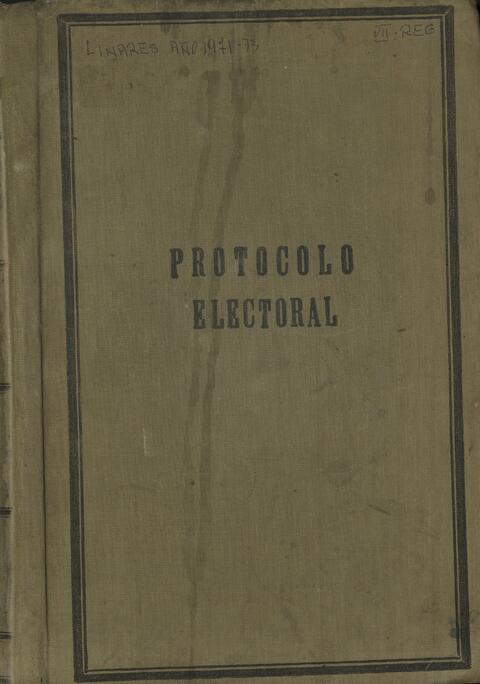 LINARES AÑO 1971-73
VII-REG
PROTOCOLO
ELECTORAL